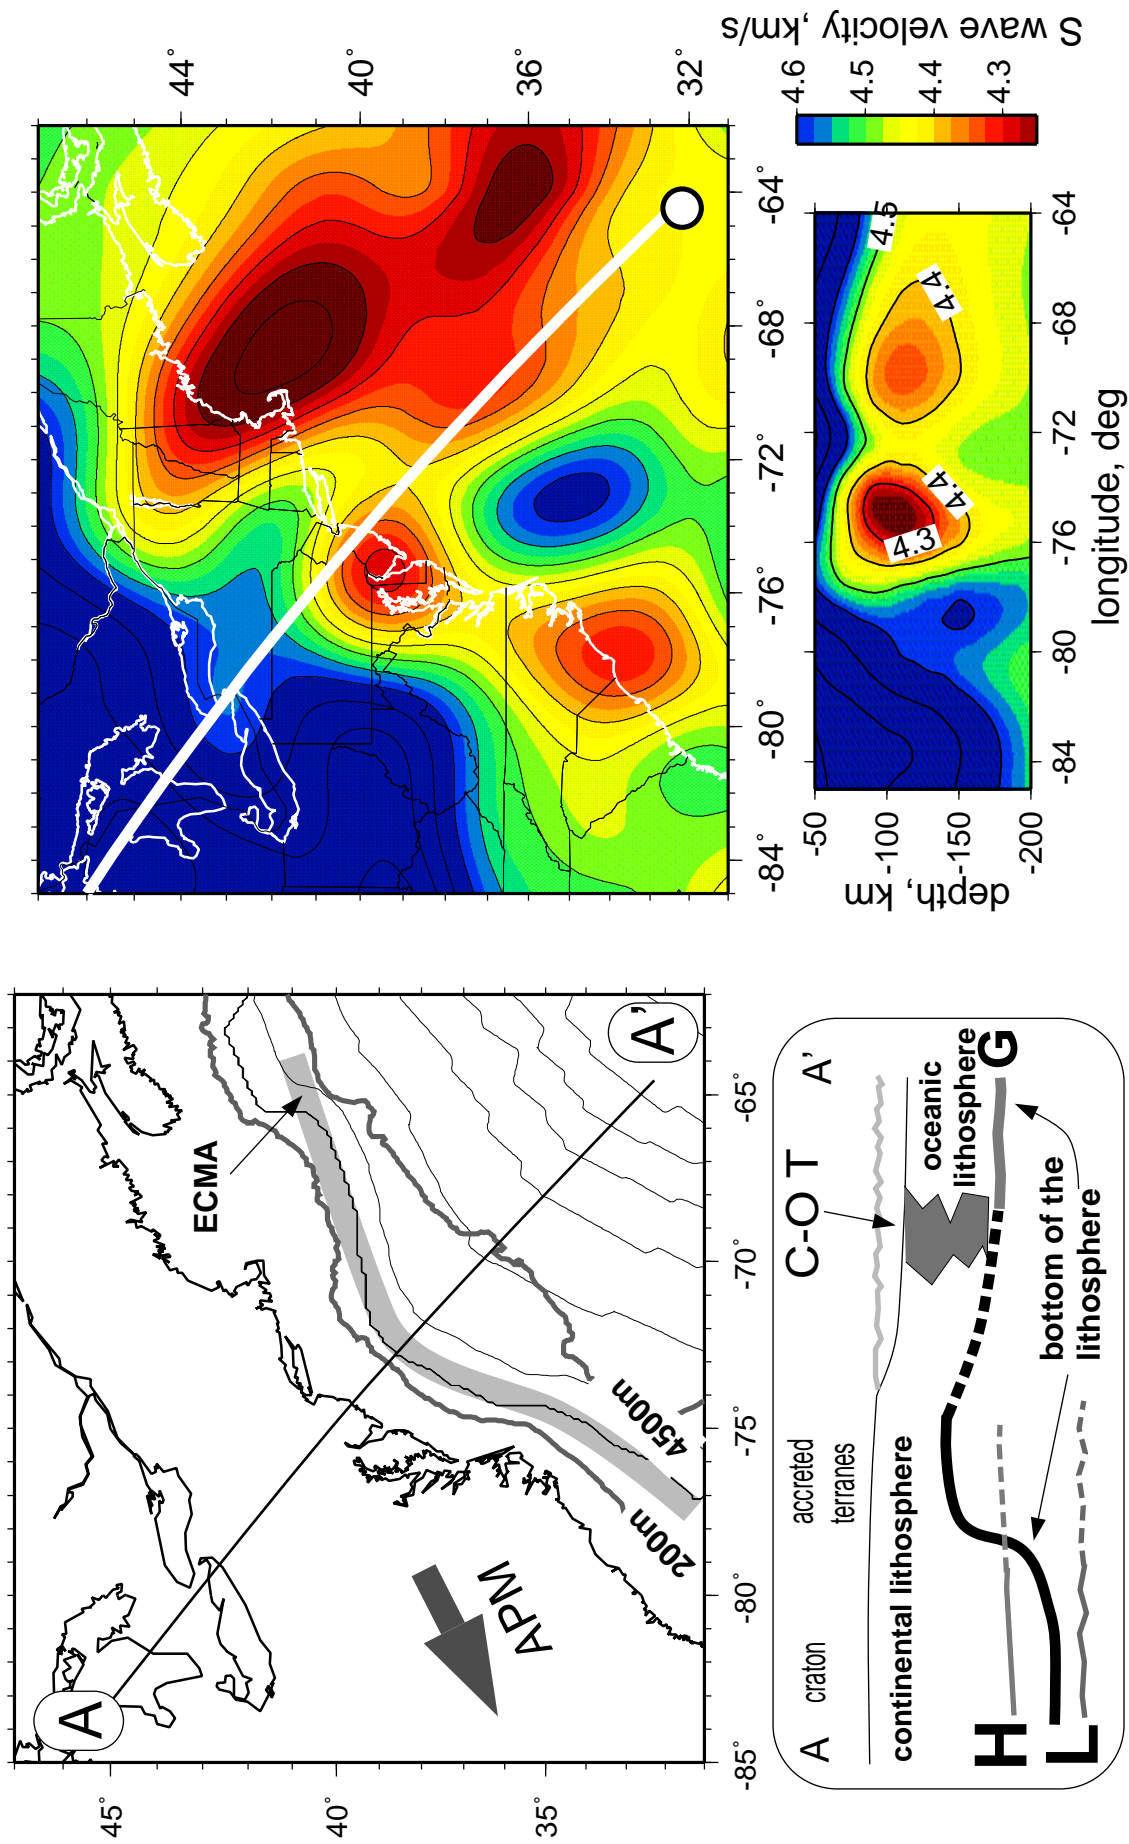 45°
40°
35°
-85°
-80°
-75°
-70°
-65°
A
ECMA
APM
200m
4500m
A'
44°
40°
36°
32°
-84°
-80°
-76°
-72°
-68°
-64°
A
craton
accreted
terranes
C-O T
A'
continental lithosphere
oceanic
lithosphere
H
L
G
bottom of the
lithosphere
depth, km
-50
-100
-150
-200
4.5
4.4
4.4
4.3
-84
-80
-76
-72
-68
-64
longitude, deg
4.6
4.5
4.4
4.3
S wave velocity, km/s